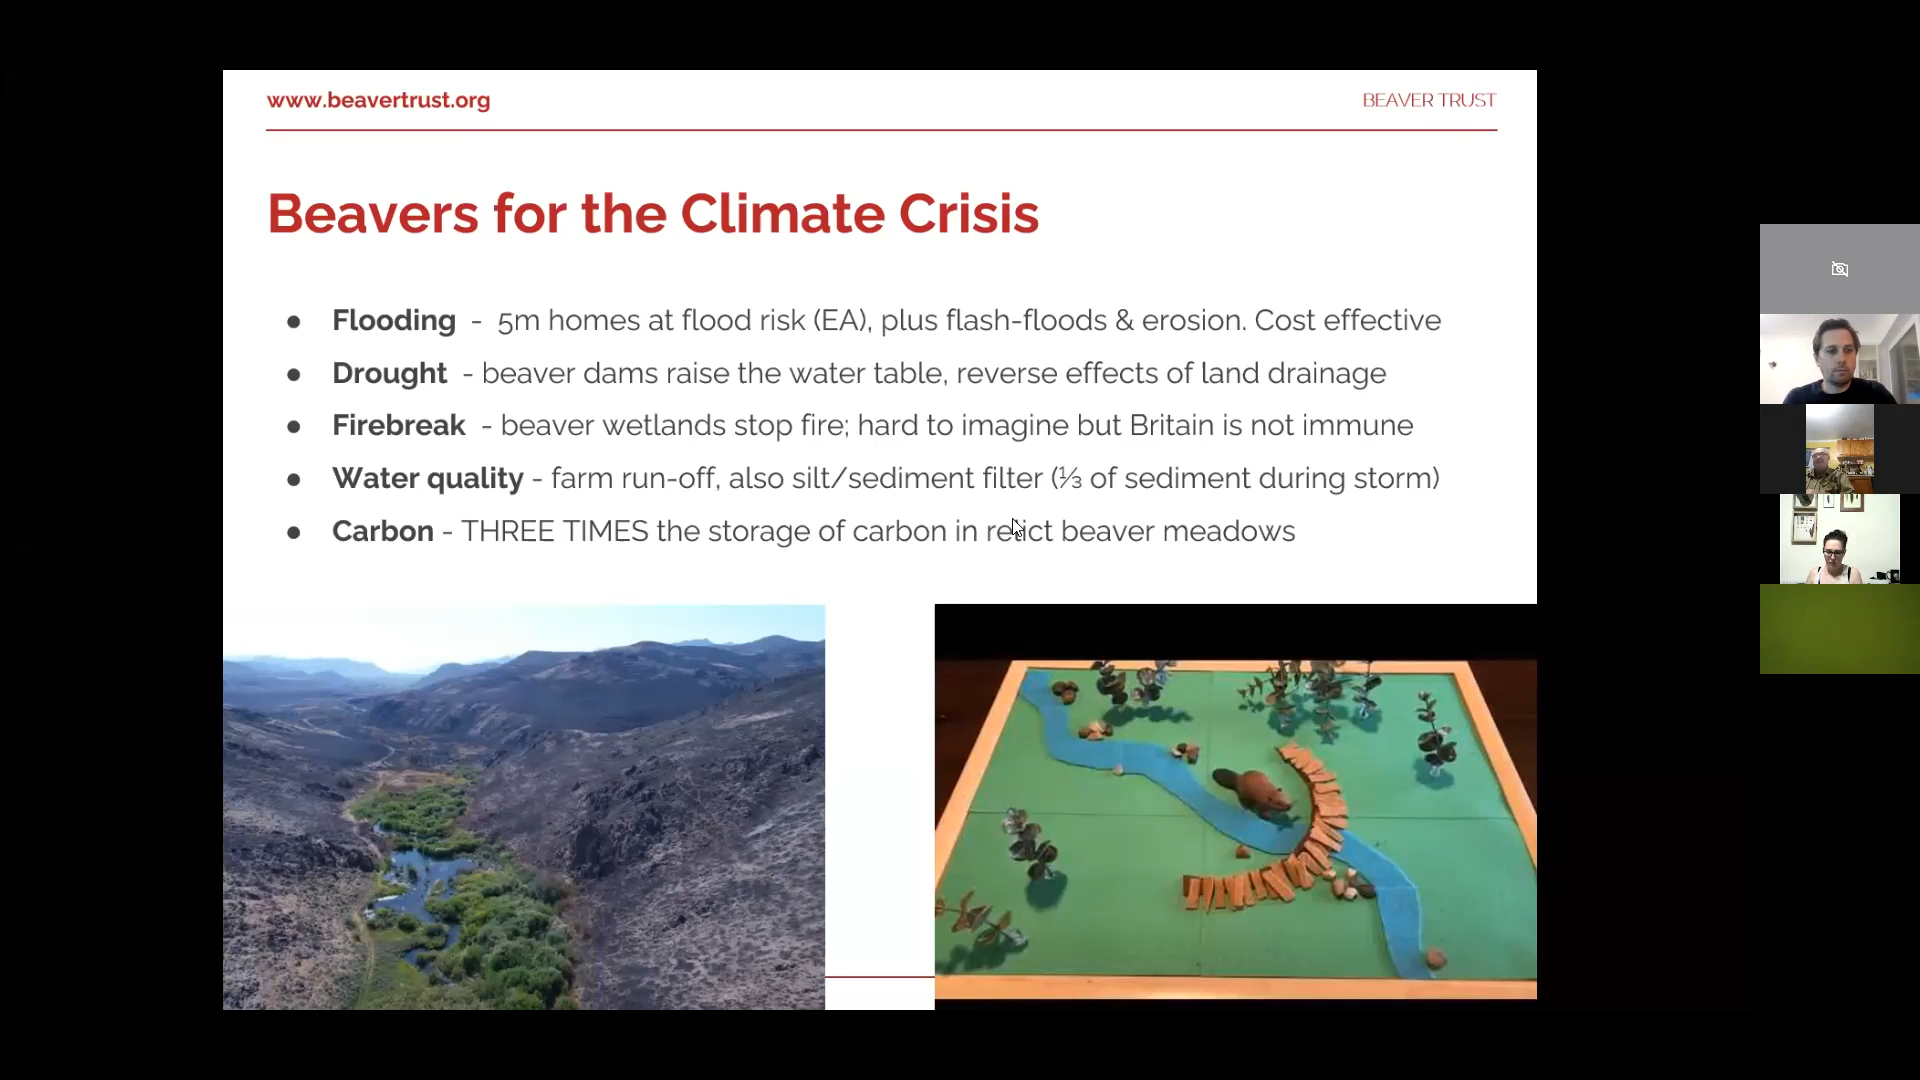 www.beavertrust.org
BEAVER TRUST
Beavers for the Climate Crisis
● Flooding - 5m homes at flood risk (EA), plus flash-floods & erosion. Cost effective
● Drought - beaver dams raise the water table, reverse effects of land drainage
● Firebreak - beaver wetlands stop fire; hard to imagine but Britain is not immune
● Water quality - farm run-off, also silt/sediment filter (⅓ of sediment during storm)
● Carbon - THREE TIMES the storage of carbon in relict beaver meadows